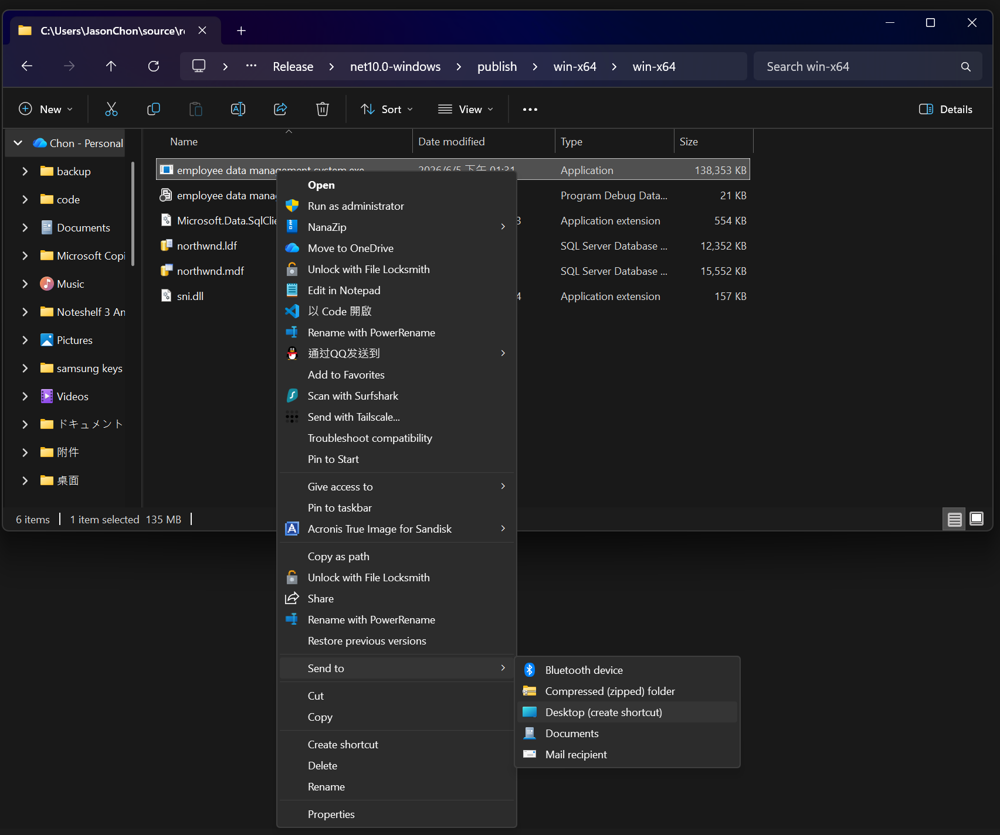 C:\Users\JasonChon\source\re
Release > net10.0-windows > publish > win-x64 > win-x64
Search win-x64
New
Sort
View
Details
Chon - Personal
backup
code
Documents
Microsoft Copi
Music
Noteshelf 3 An
Pictures
samsung keys
Videos
ドキュメント
附件
桌面
Name Date modified Type Size
employee data management system.exe 2026/6/5 下午 01:31 Application 138,353 KB
employee data mana Program Debug Data... 21 KB
Microsoft.Data.SqlClie 3 Application extension 554 KB
northwnd.ldf SQL Server Database ... 12,352 KB
northwnd.mdf SQL Server Database ... 15,552 KB
sni.dll 4 Application extension 157 KB
Open
Run as administrator
NanaZip
Move to OneDrive
Unlock with File Locksmith
Edit in Notepad
以 Code 開啟
Rename with PowerRename
通过QQ发送到
Add to Favorites
Scan with Surfshark
Send with Tailscale...
Troubleshoot compatibility
Pin to Start
Give access to
Pin to taskbar
Acronis True Image for Sandisk
Copy as path
Unlock with File Locksmith
Share
Rename with PowerRename
Restore previous versions
Send to
Cut
Copy
Create shortcut
Delete
Rename
Properties
Bluetooth device
Compressed (zipped) folder
Desktop (create shortcut)
Documents
Mail recipient
6 items 1 item selected 135 MB